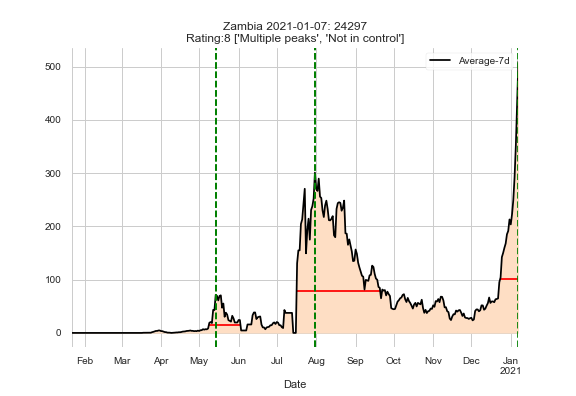 Zambia 2021-01-07: 24297
Rating:8 ['Multiple peaks', 'Not in control']
Average-7d
500
400
300
200
100
0
Feb Mar Apr May Jun Jul Aug Sep Oct Nov Dec Jan
2021
Date